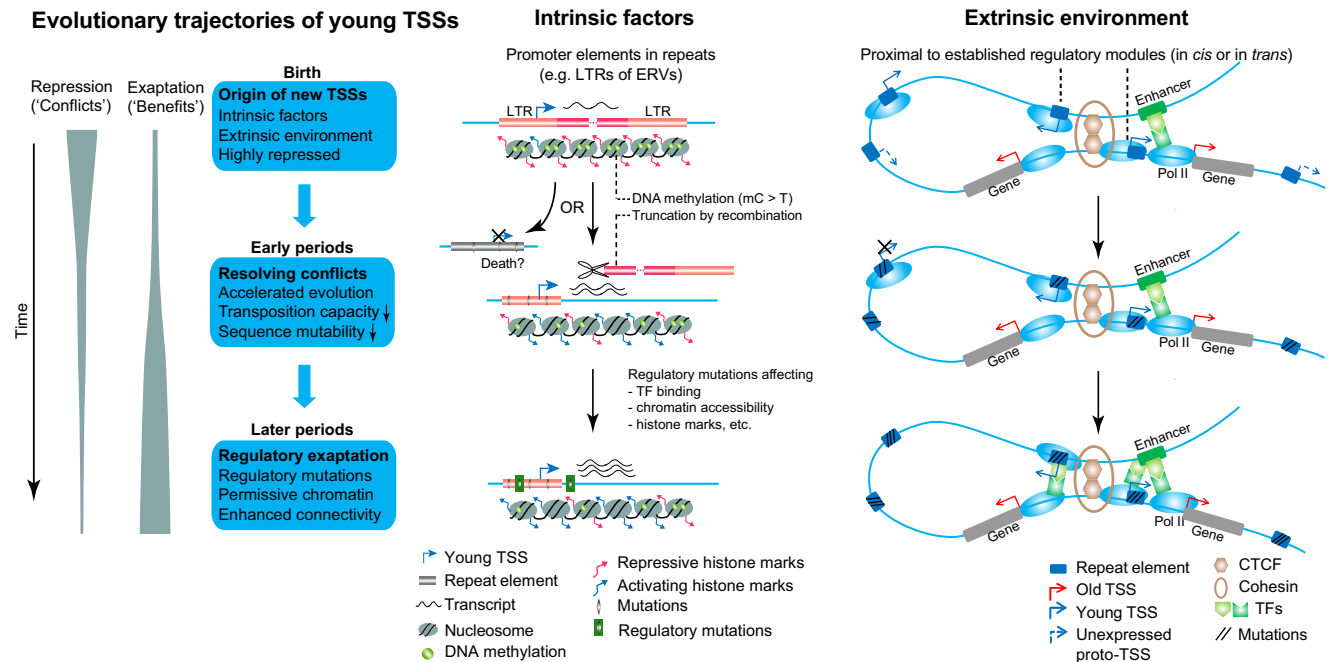 Evolutionary trajectories of young TSSs
Repression
(‘Conflicts’)
Exaptation
(‘Benefits’)
Time
Birth
Origin of new TSSs
Intrinsic factors
Extrinsic environment
Highly repressed
Early periods
Resolving conflicts
Accelerated evolution
Transposition capacity
Sequence mutability
Later periods
Regulatory exaptation
Regulatory mutations
Permissive chromatin
Enhanced connectivity
Intrinsic factors
Promoter elements in repeats
(e.g. LTRs of ERVs)
LTR
LTR
OR
DNA methylation (mC > T)
Truncation by recombination
Death?
Regulatory mutations affecting
- TF binding
- chromatin accessibility
- histone marks, etc.
Young TSS
Repeat element
Transcript
Nucleosome
DNA methylation
Repressive histone marks
Activating histone marks
Mutations
Regulatory mutations
Extrinsic environment
Proximal to established regulatory modules (in cis or in trans)
Enhancer
Gene
Pol II
Gene
Enhancer
Gene
Pol II
Gene
Enhancer
Gene
Pol II
Gene
Repeat element
Old TSS
Young TSS
Unexpressed
proto-TSS
CTCF
Cohesin
TFs
Mutations